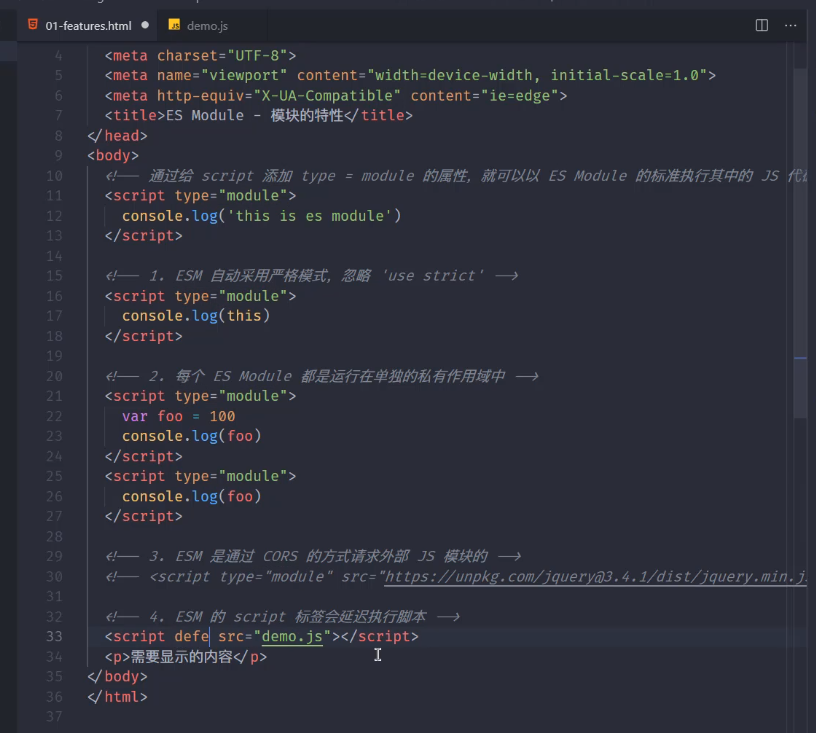 01-features.html
demo.js
4 <meta charset="UTF-8">
5 <meta name="viewport" content="width=device-width, initial-scale=1.0">
6 <meta http-equiv="X-UA-Compatible" content="ie=edge">
7 <title>ES Module - 模块的特性</title>
8 </head>
9 <body>
10 <!-- 通过给 script 添加 type = module 的属性，就可以以 ES Module 的标准执行其中的 JS 代
11 <script type="module">
12 console.log('this is es module')
13 </script>
14
15 <!-- 1. ESM 自动采用严格模式，忽略 'use strict' -->
16 <script type="module">
17 console.log(this)
18 </script>
19
20 <!-- 2. 每个 ES Module 都是运行在单独的私有作用域中 -->
21 <script type="module">
22 var foo = 100
23 console.log(foo)
24 </script>
25 <script type="module">
26 console.log(foo)
27 </script>
28
29 <!-- 3. ESM 是通过 CORS 的方式请求外部 JS 模块的 -->
30 <!-- <script type="module" src="https://unpkg.com/jquery@3.4.1/dist/jquery.min.j
31
32 <!-- 4. ESM 的 script 标签会延迟执行脚本 -->
33 <script defe src="demo.js"></script>
34 <p>需要显示的内容</p>
35 </body>
36 </html>
37